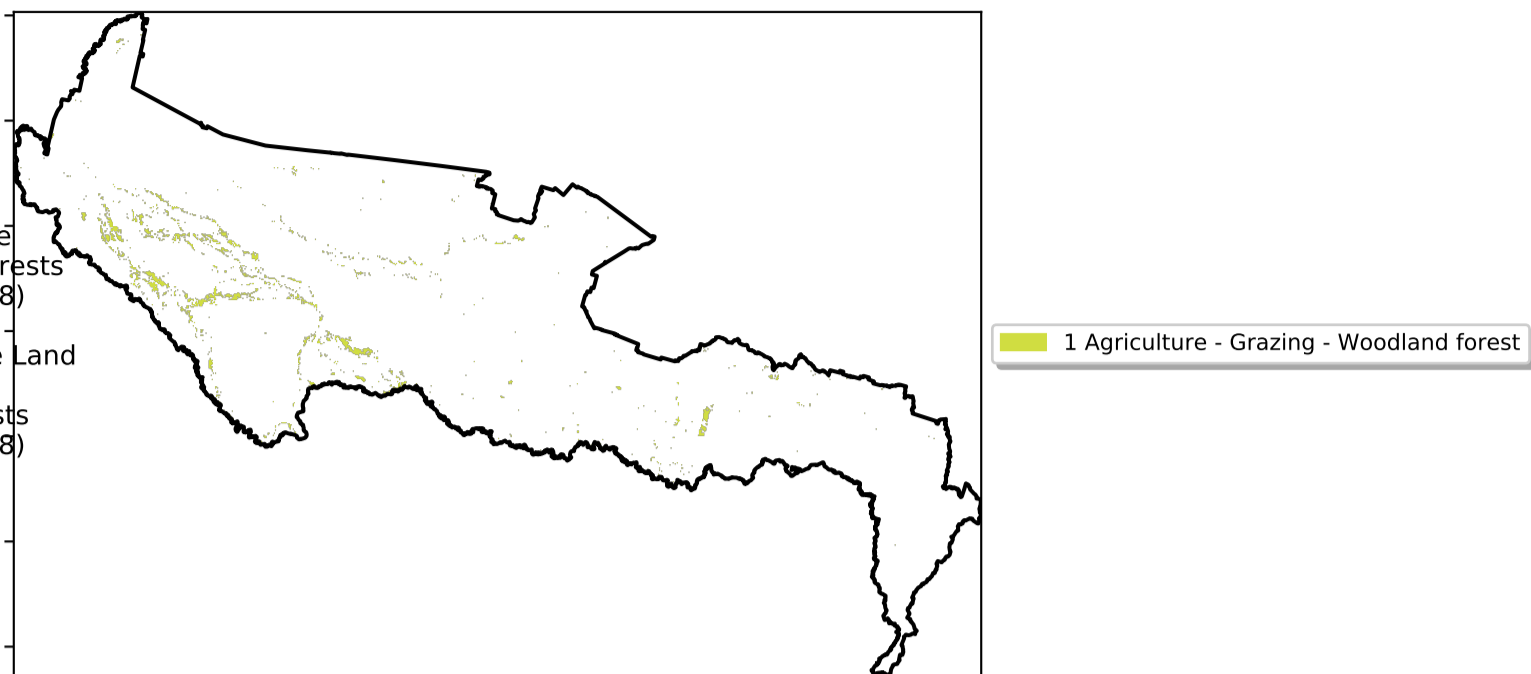 e
rests
8)
e Land
sts
8)
1 Agriculture - Grazing - Woodland forest